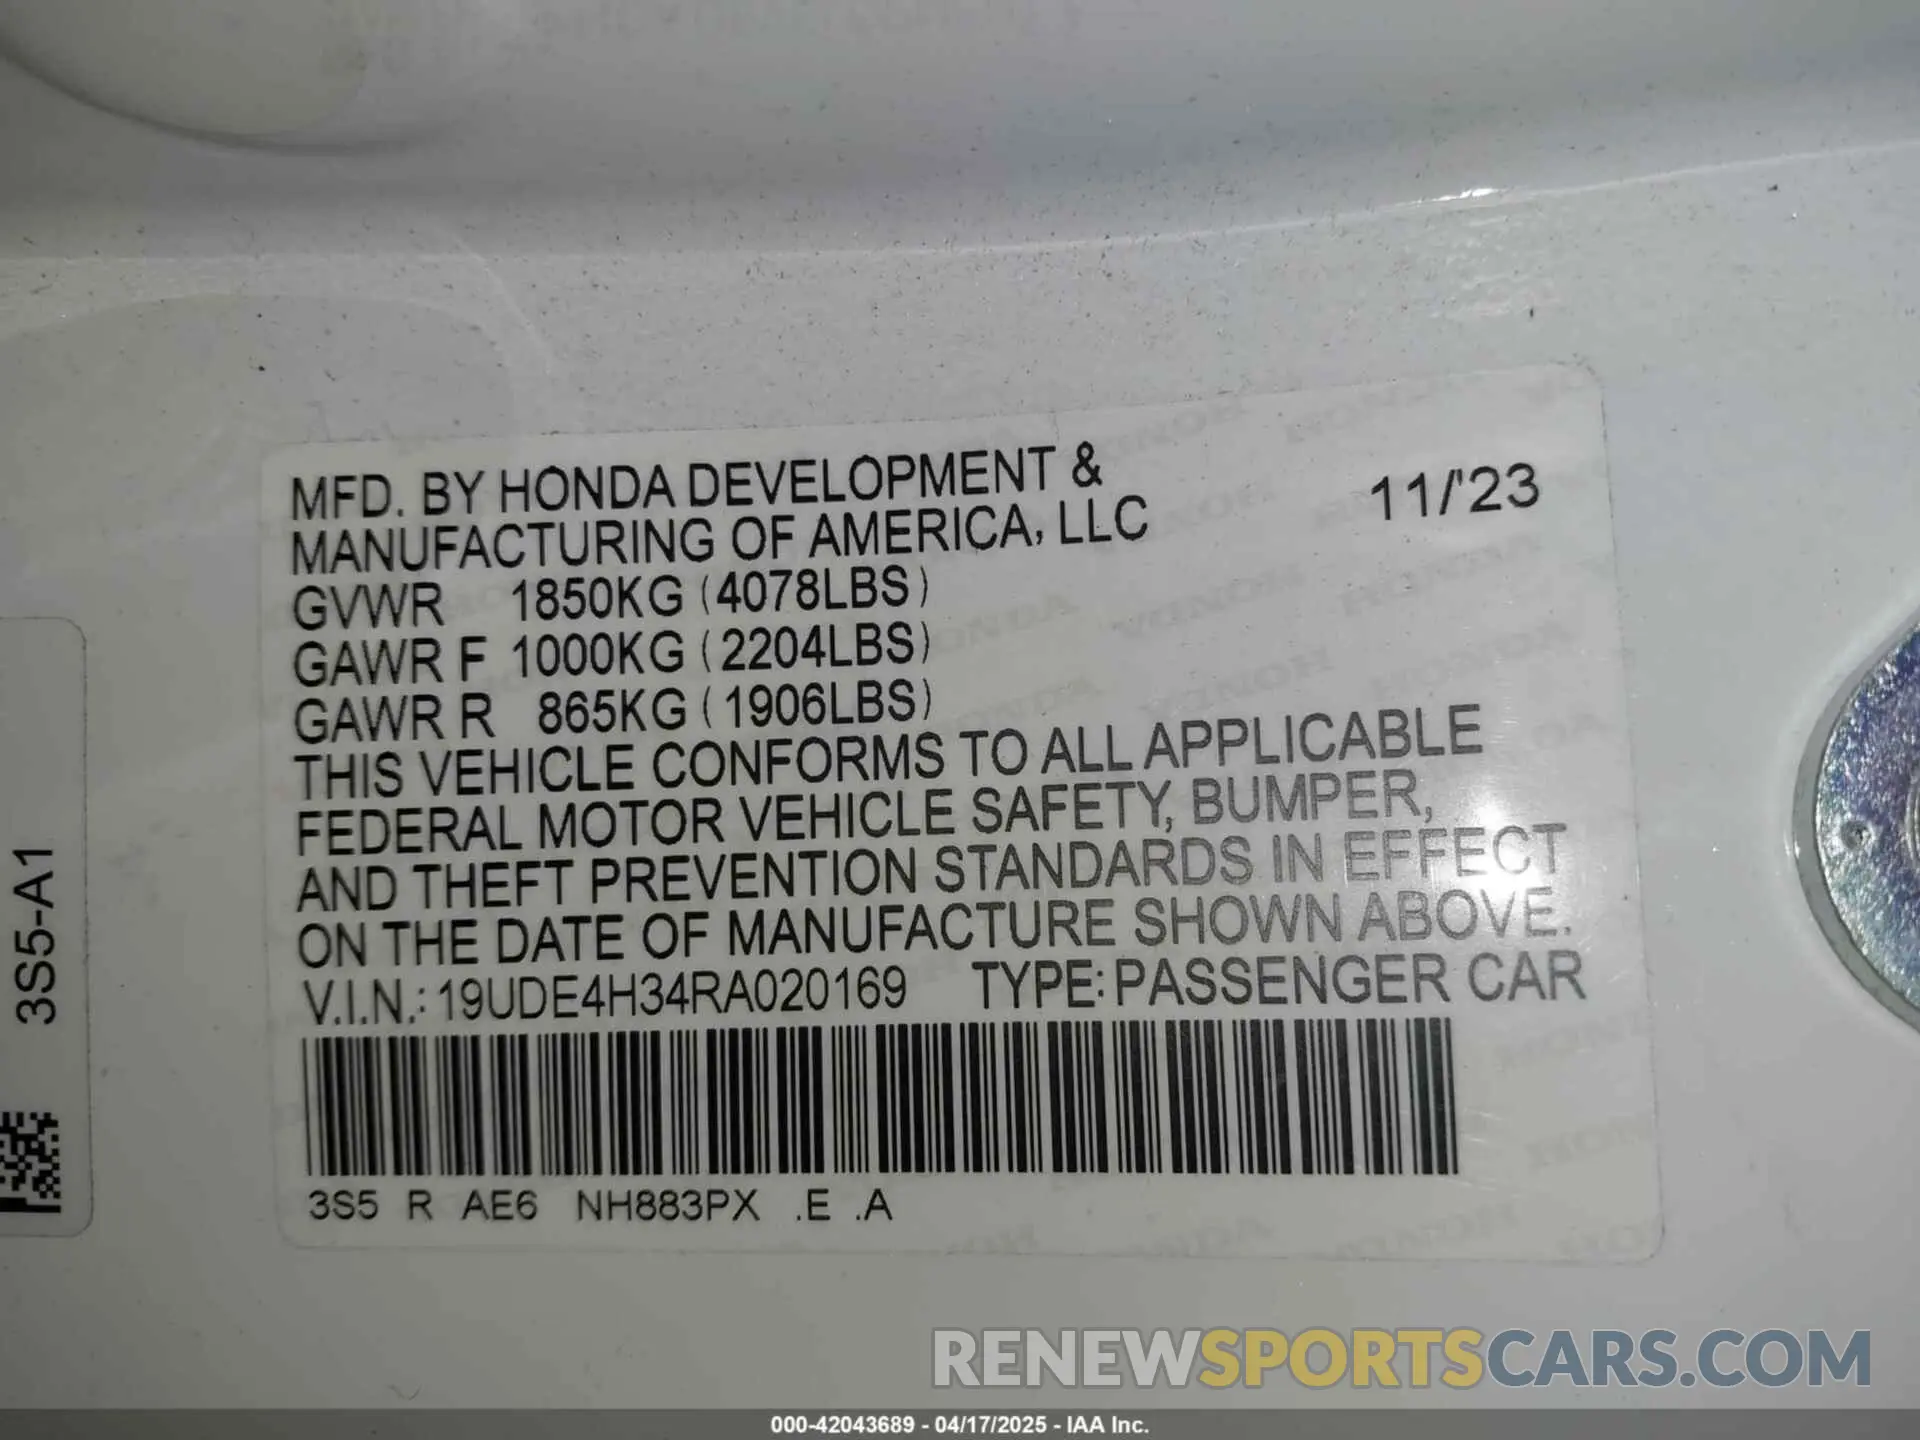 MFD. BY HONDA DEVELOPMENT &
MANUFACTURING OF AMERICA, LLC
11/'23
GVWR 1850KG (4078LBS)
GAWR F 1000KG (2204LBS)
GAWR R 865KG (1906LBS)
THIS VEHICLE CONFORMS TO ALL APPLICABLE
FEDERAL MOTOR VEHICLE SAFETY, BUMPER,
AND THEFT PREVENTION STANDARDS IN EFFECT
ON THE DATE OF MANUFACTURE SHOWN ABOVE.
V.I.N.: 19UDE4H34RA020169 TYPE: PASSENGER CAR
3S5 R AE6 NH883PX .E .A
3S5-A1
RENEWSPORTSCARS.COM
000-42043689 - 04/17/2025 - IAA Inc.